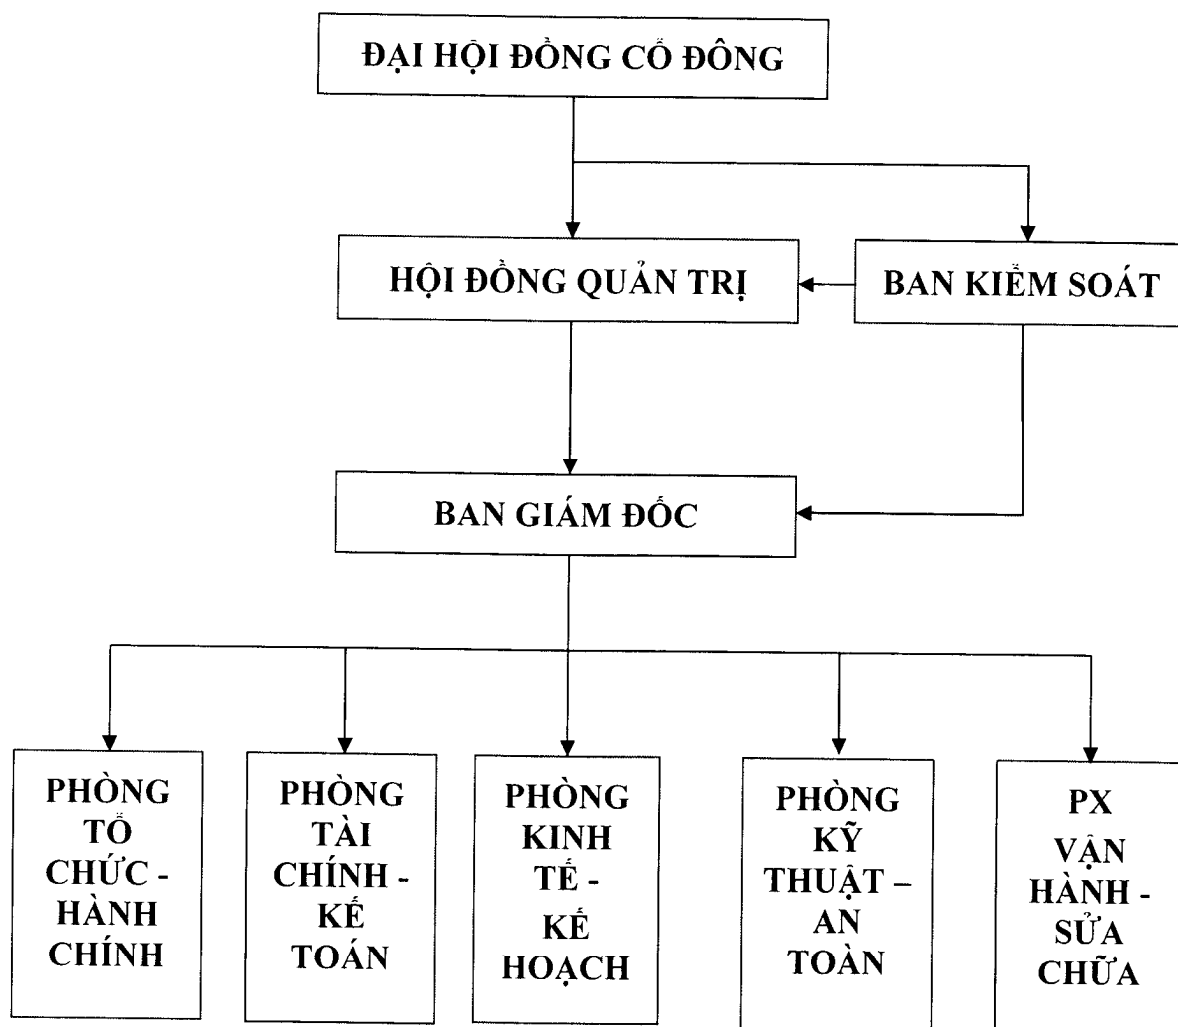 ĐẠI HỘI ĐỒNG CỔ ĐÔNG
HỘI ĐỒNG QUẢN TRỊ
BAN KIỂM SOÁT
BAN GIÁM ĐỐC
PHÒNG
TỔ
CHỨC -
HÀNH
CHÍNH
PHÒNG
TÀI
CHÍNH -
KẾ
TOÁN
PHÒNG
KINH
TẾ -
KẾ
HOẠCH
PHÒNG
KỸ
THUẬT –
AN
TOÀN
PX
VẬN
HÀNH -
SỬA
CHỮA